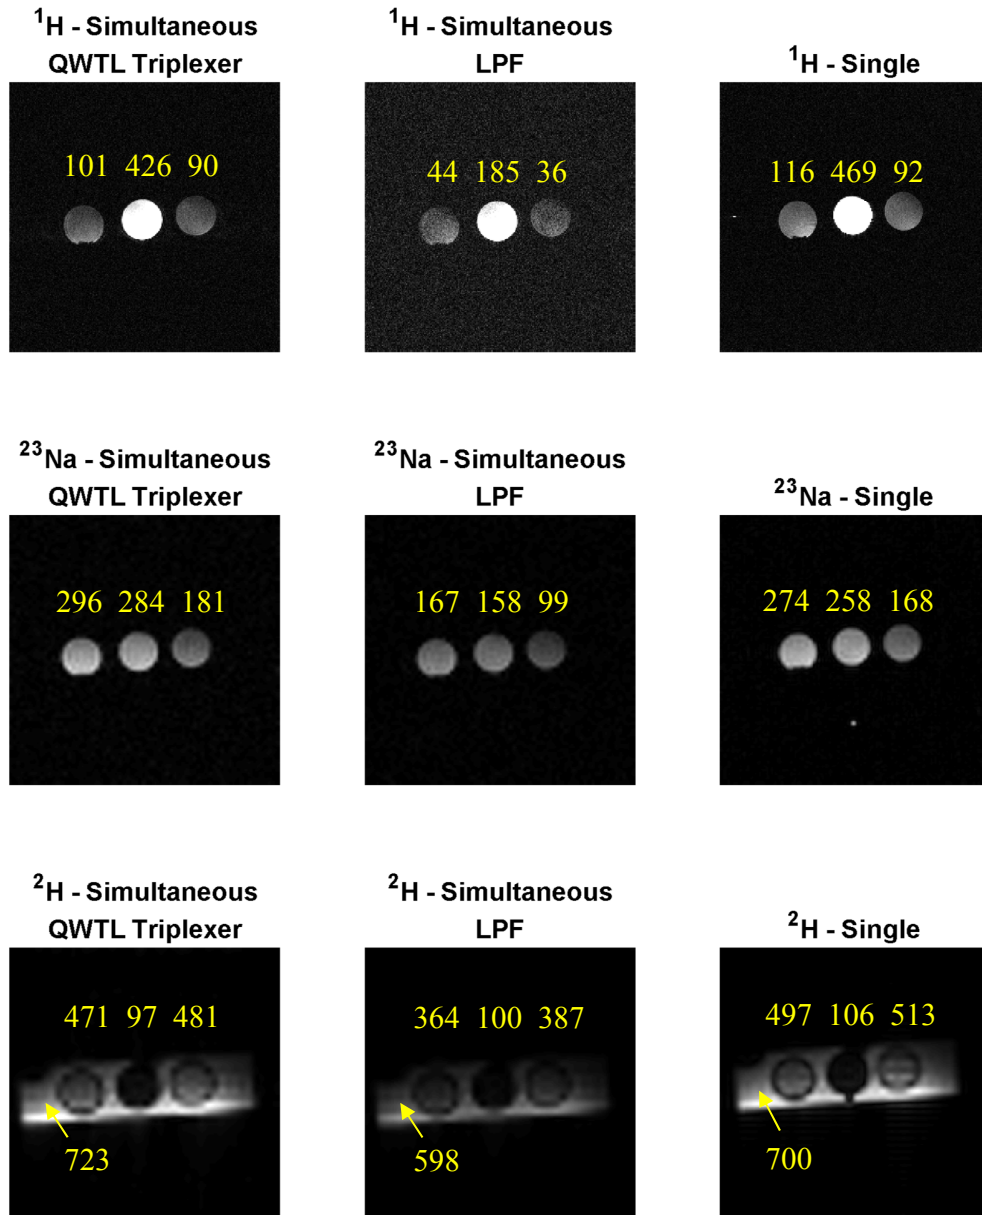 ¹H - Simultaneous
QWTL Triplexer
¹H - Simultaneous
LPF
¹H - Single
101 426 90
44 185 36
116 469 92
²³Na - Simultaneous
QWTL Triplexer
²³Na - Simultaneous
LPF
²³Na - Single
296 284 181
167 158 99
274 258 168
²H - Simultaneous
QWTL Triplexer
²H - Simultaneous
LPF
²H - Single
471 97 481
364 100 387
497 106 513
723
598
700